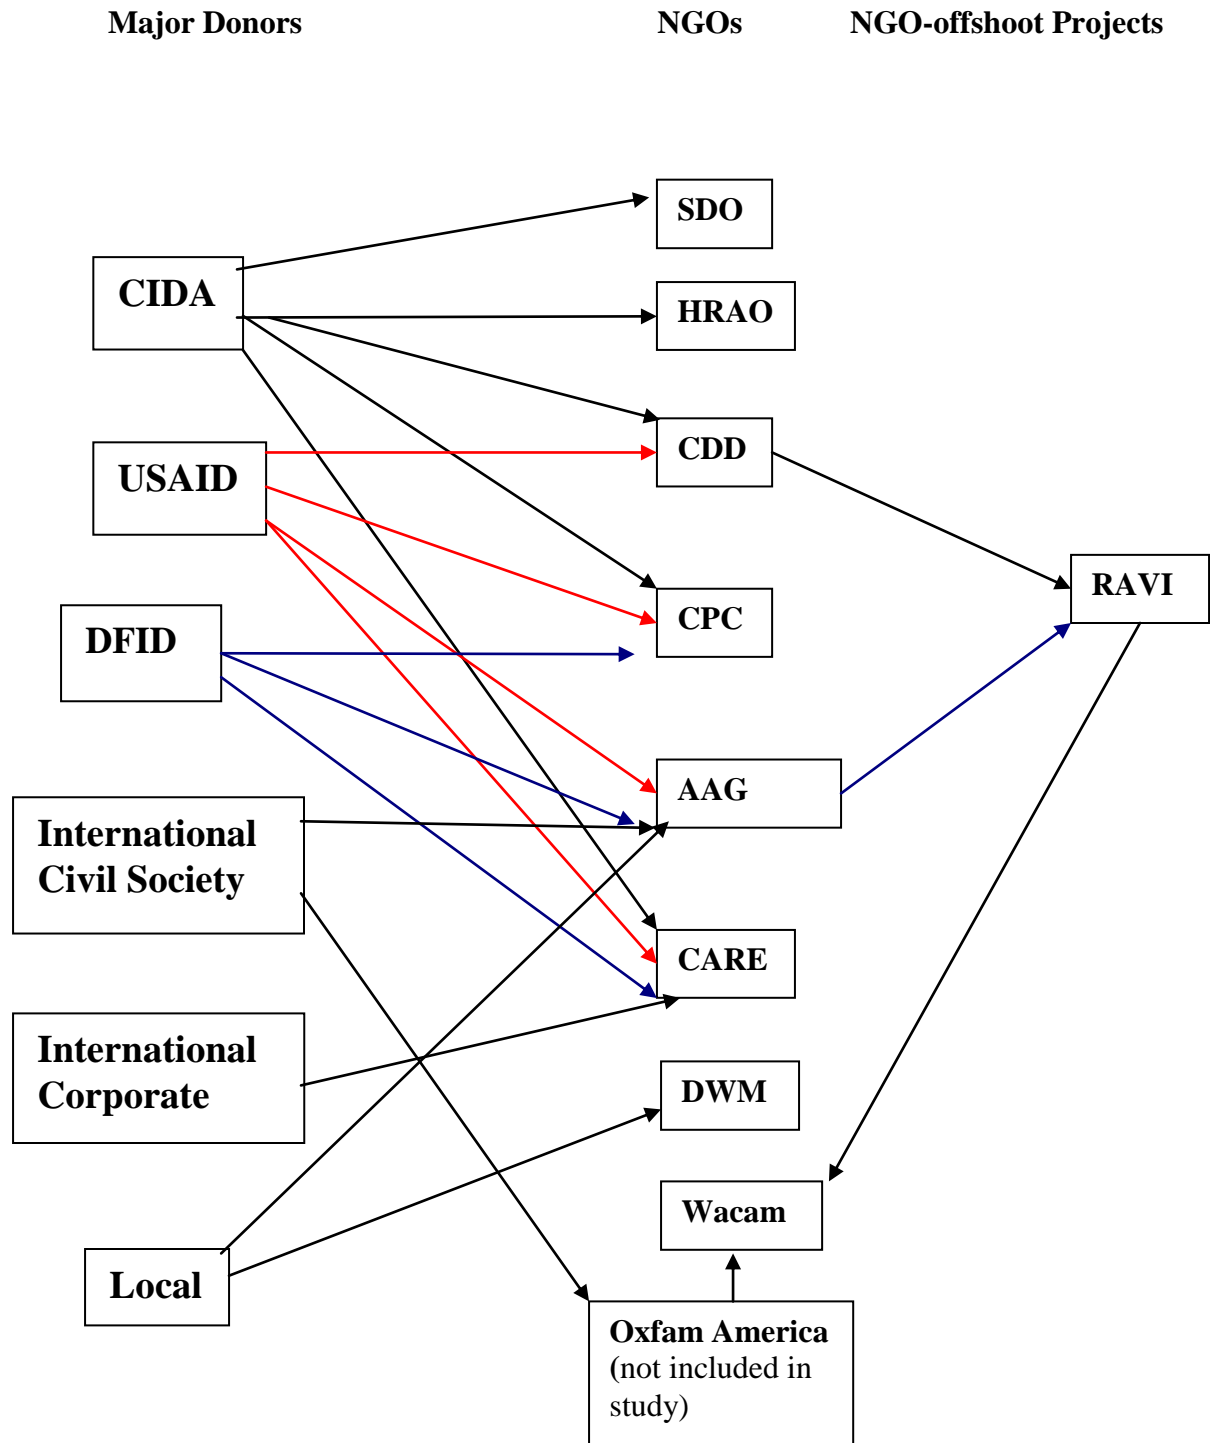 Major Donors
NGOs
NGO-offshoot Projects
SDO
CIDA
HRAO
CDD
USAID
RAVI
CPC
DFID
AAG
International
Civil Society
CARE
International
Corporate
DWM
Wacam
Local
Oxfam America
(not included in
study)